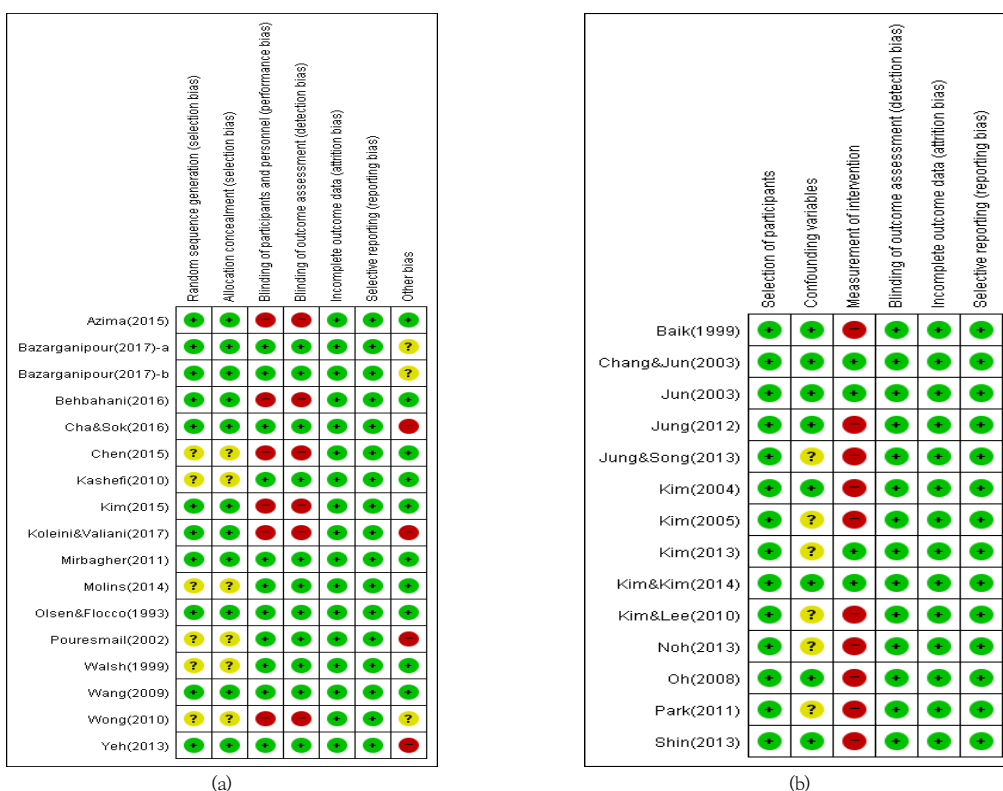 Random sequence generation (selection bias)
Allocation concealment (selection bias)
Blinding of participants and personnel (performance bias)
Blinding of outcome assessment (detection bias)
Incomplete outcome data (attrition bias)
Selective reporting (reporting bias)
Other bias
Azima(2015) + + - - + + +
Bazarganipour(2017)-a + + + + + + ?
Bazarganipour(2017)-b + + + + + + ?
Behbahani(2016) + + - - + + +
Cha&Sok(2016) + + + + + + -
Chen(2015) ? ? - - + + +
Kashefi(2010) ? ? + + + + +
Kim(2015) + + - - + + +
Koleini&Valiani(2017) + + - - + + -
Mirbagher(2011) + + + + + + +
Molins(2014) ? ? + + + + +
Olsen&Flocco(1993) + + + + + + +
Pouresmail(2002) ? ? + + + + -
Walsh(1999) ? ? + + + + +
Wang(2009) + + + + + + +
Wong(2010) ? ? - - + + ?
Yeh(2013) + + + + + + -
(a)
Selection of participants
Confounding variables
Measurement of intervention
Blinding of outcome assessment (detection bias)
Incomplete outcome data (attrition bias)
Selective reporting (reporting bias)
Baik(1999) + + - + + +
Chang&Jun(2003) + + + + + +
Jun(2003) + + + + + +
Jung(2012) + + - + + +
Jung&Song(2013) + ? - + + +
Kim(2004) + + - + + +
Kim(2005) + ? - + + +
Kim(2013) + ? + + + +
Kim&Kim(2014) + + + + + +
Kim&Lee(2010) + ? - + + +
Noh(2013) + ? - + + +
Oh(2008) + + - + + +
Park(2011) + ? - + + +
Shin(2013) + + - + + +
(b)